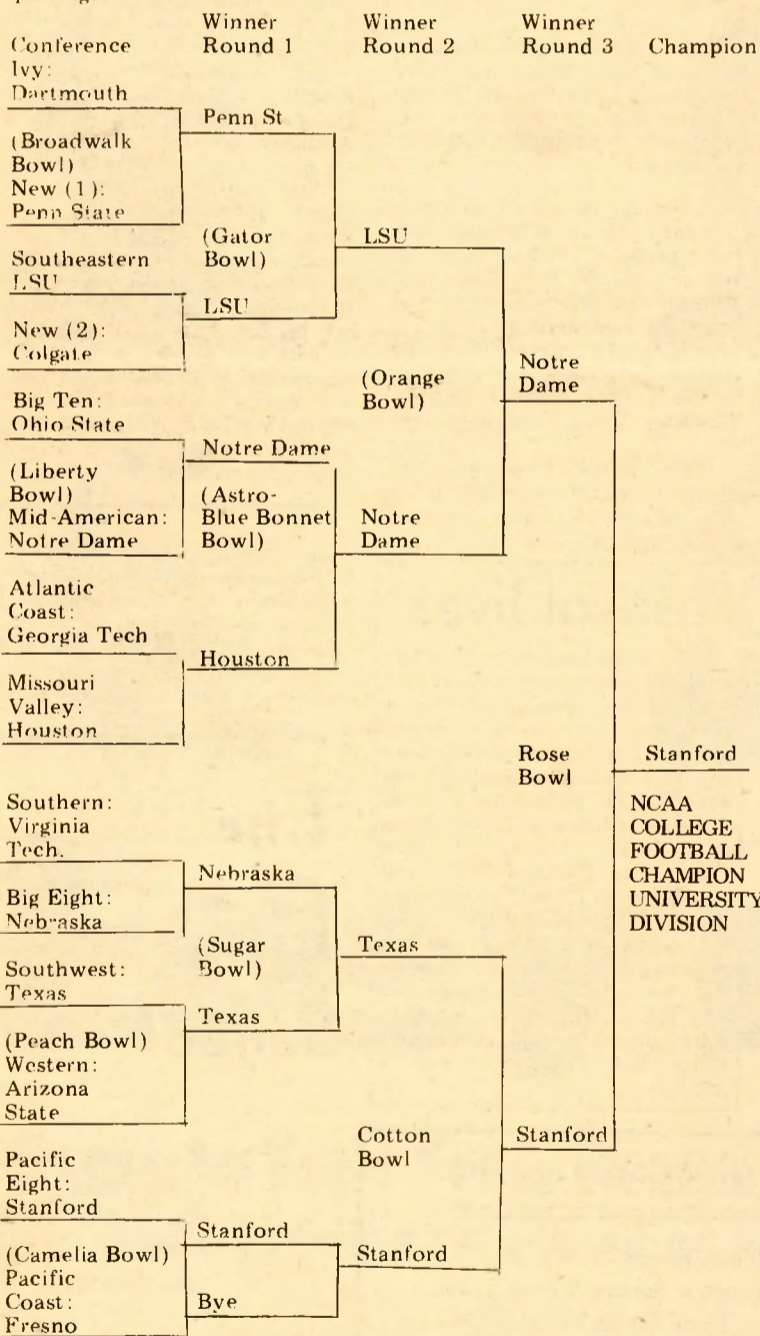 Winner Winner Winner
Conference Round 1 Round 2 Round 3 Champion
Ivy:
Dartmouth
Penn St
(Broadwalk
Bowl)
New (1):
Penn State
(Gator LSU
Southeastern Bowl)
LSU
LSU
New (2):
Colgate
Notre
(Orange Dame
Big Ten: Bowl)
Ohio State
Notre Dame
(Liberty
Bowl) (Astro-
Mid-American: Blue Bonnet Notre
Notre Dame Bowl) Dame
Atlantic
Coast:
Georgia Tech
Houston
Missouri
Valley:
Houston
Rose Stanford
Bowl
Southern: NCAA
Virginia COLLEGE
Tech. FOOTBALL
Nebraska CHAMPION
Big Eight: UNIVERSITY
Nebraska DIVISION
(Sugar Texas
Southwest: Bowl)
Texas
Texas
(Peach Bowl)
Western:
Arizona
State
Cotton Stanford
Pacific Bowl
Eight:
Stanford
Stanford
(Camelia Bowl) Stanford
Pacific
Coast: Bye
Fresno